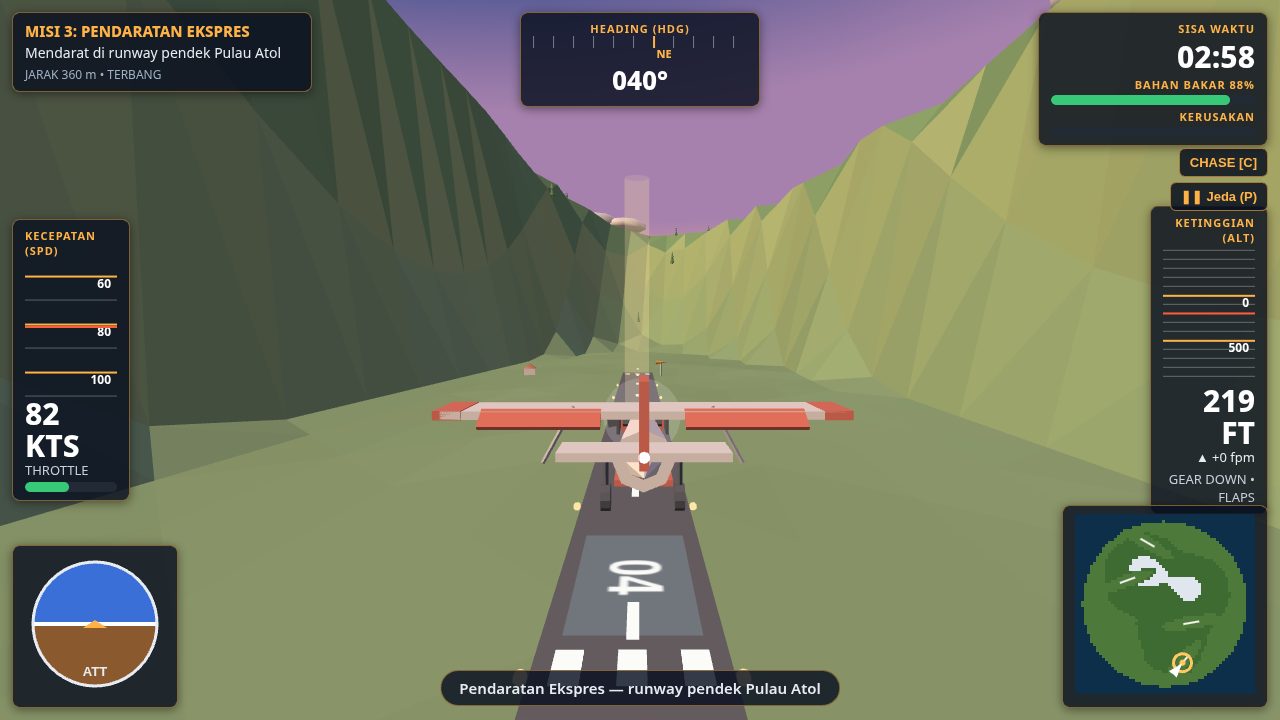 MISI 3: PENDARATAN EKSPRES
Mendarat di runway pendek Pulau Atol
JARAK 360 m • TERBANG
HEADING (HDG)
NE
040°
SISA WAKTU
02:58
BAHAN BAKAR 88%
KERUSAKAN
CHASE [C]
❚❚ Jeda (P)
KECEPATAN
(SPD)
60
80
100
82
KTS
THROTTLE
KETINGGIAN
(ALT)
0
500
219
FT
▲ +0 fpm
GEAR DOWN •
FLAPS
04
ATT
Pendaratan Ekspres — runway pendek Pulau Atol